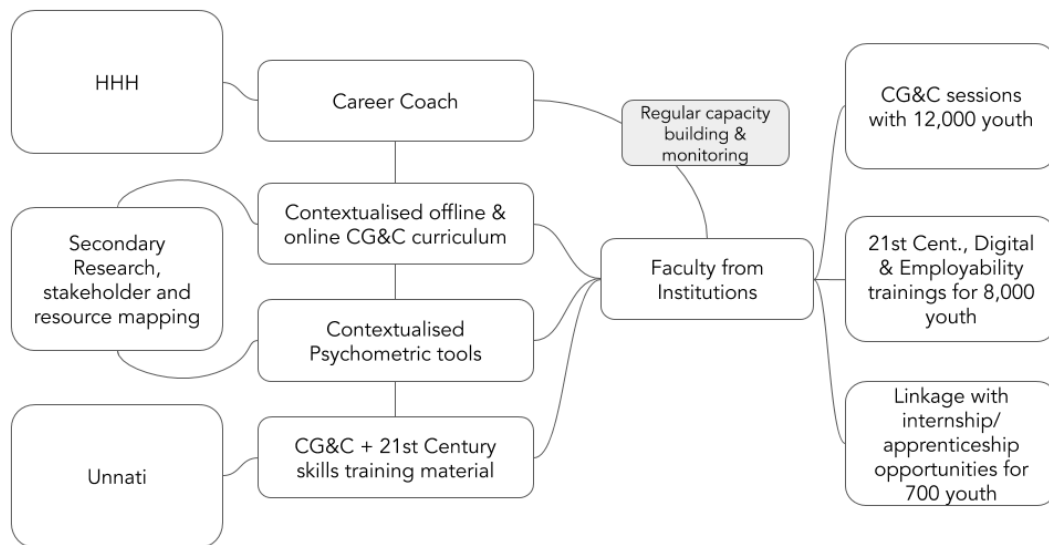 HHH
Career Coach
Regular capacity
building &
monitoring
CG&C sessions
with 12,000 youth
Secondary
Research,
stakeholder and
resource mapping
Contextualised offline &
online CG&C curriculum
Contextualised
Psychometric tools
Faculty from
Institutions
21st Cent., Digital
& Employability
trainings for 8,000
youth
Unnati
CG&C + 21st Century
skills training material
Linkage with
internship/
apprenticeship
opportunities for
700 youth